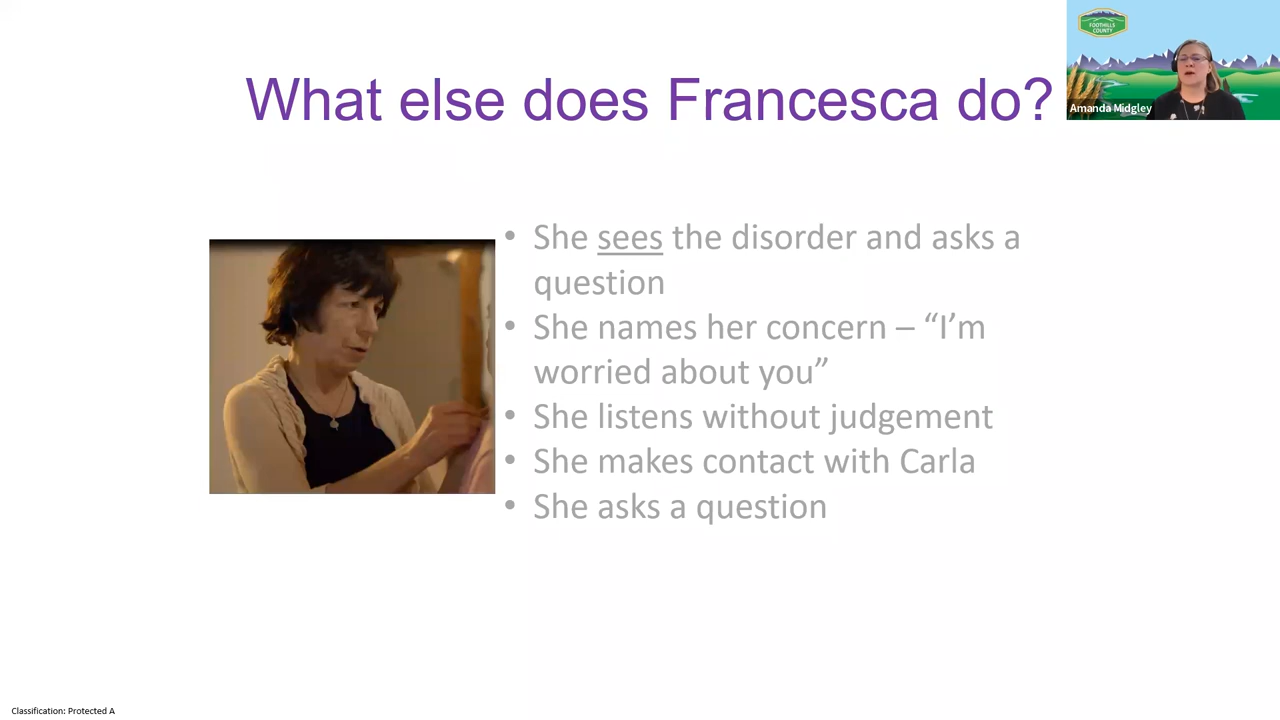 FOOTHILLS
COUNTY
Amanda Midgley
What else does Francesca do?
• She sees the disorder and asks a
question
• She names her concern – “I’m
worried about you”
• She listens without judgement
• She makes contact with Carla
• She asks a question
Classification: Protected A